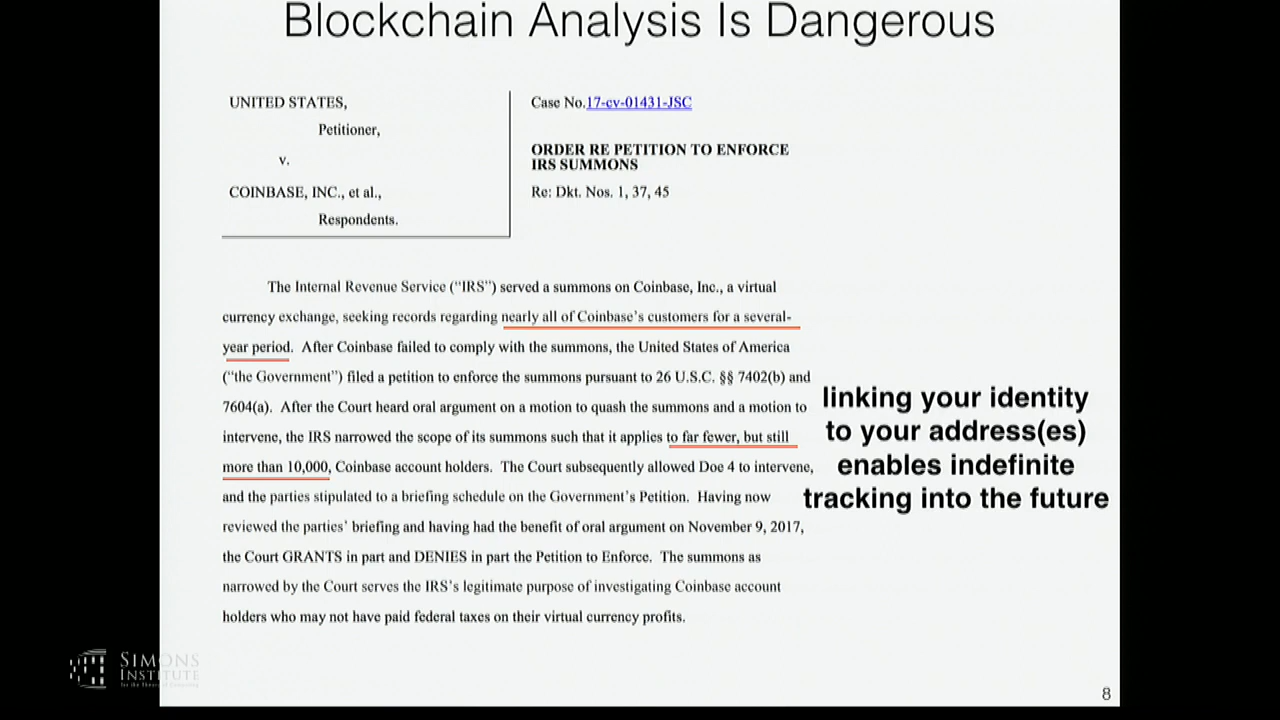 Blockchain Analysis Is Dangerous
UNITED STATES,
Petitioner,
v.
COINBASE, INC., et al.,
Respondents.
Case No.17-cv-01431-JSC
ORDER RE PETITION TO ENFORCE
IRS SUMMONS
Re: Dkt. Nos. 1, 37, 45
The Internal Revenue Service (“IRS”) served a summons on Coinbase, Inc., a virtual
currency exchange, seeking records regarding nearly all of Coinbase’s customers for a several-
year period. After Coinbase failed to comply with the summons, the United States of America
(“the Government”) filed a petition to enforce the summons pursuant to 26 U.S.C. §§ 7402(b) and
7604(a). After the Court heard oral argument on a motion to quash the summons and a motion to
intervene, the IRS narrowed the scope of its summons such that it applies to far fewer, but still
more than 10,000, Coinbase account holders. The Court subsequently allowed Doe 4 to intervene,
and the parties stipulated to a briefing schedule on the Government’s Petition. Having now
reviewed the parties’ briefing and having had the benefit of oral argument on November 9, 2017,
the Court GRANTS in part and DENIES in part the Petition to Enforce. The summons as
narrowed by the Court serves the IRS’s legitimate purpose of investigating Coinbase account
holders who may not have paid federal taxes on their virtual currency profits.
linking your identity
to your address(es)
enables indefinite
tracking into the future
SIMONS
INSTITUTE
for the Theory of Computing
8